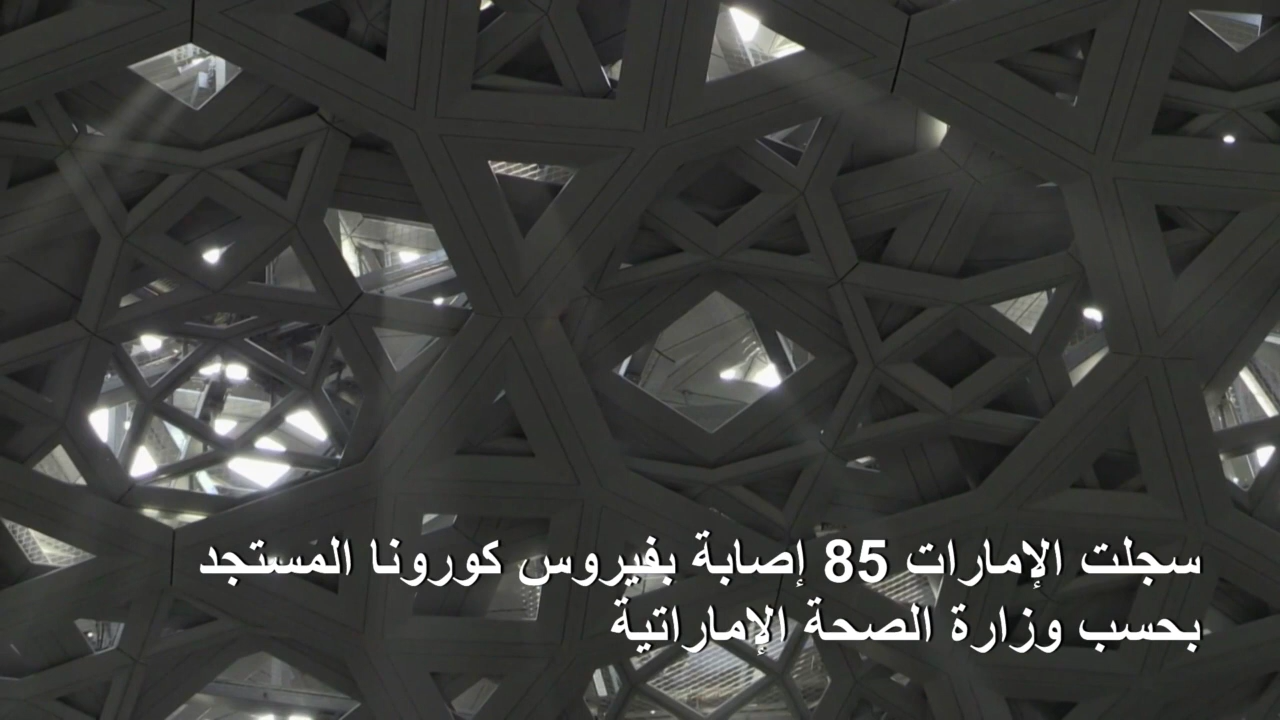 سجلت الإمارات 85 إصابة بفيروس كورونا المستجد
بحسب وزارة الصحة الإماراتية